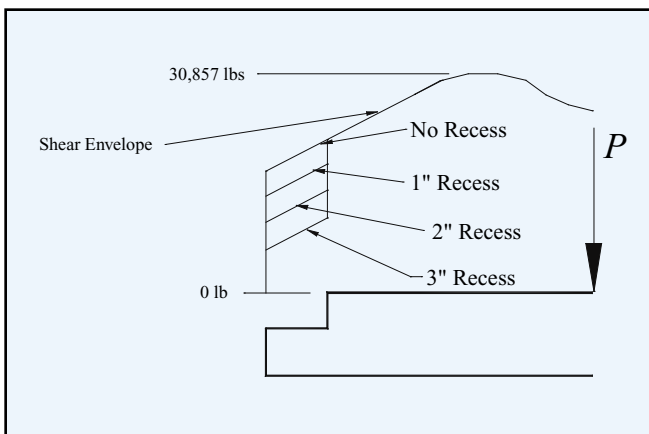 30,857 lbs
Shear Envelope
No Recess
P
1" Recess
2" Recess
3" Recess
0 lb